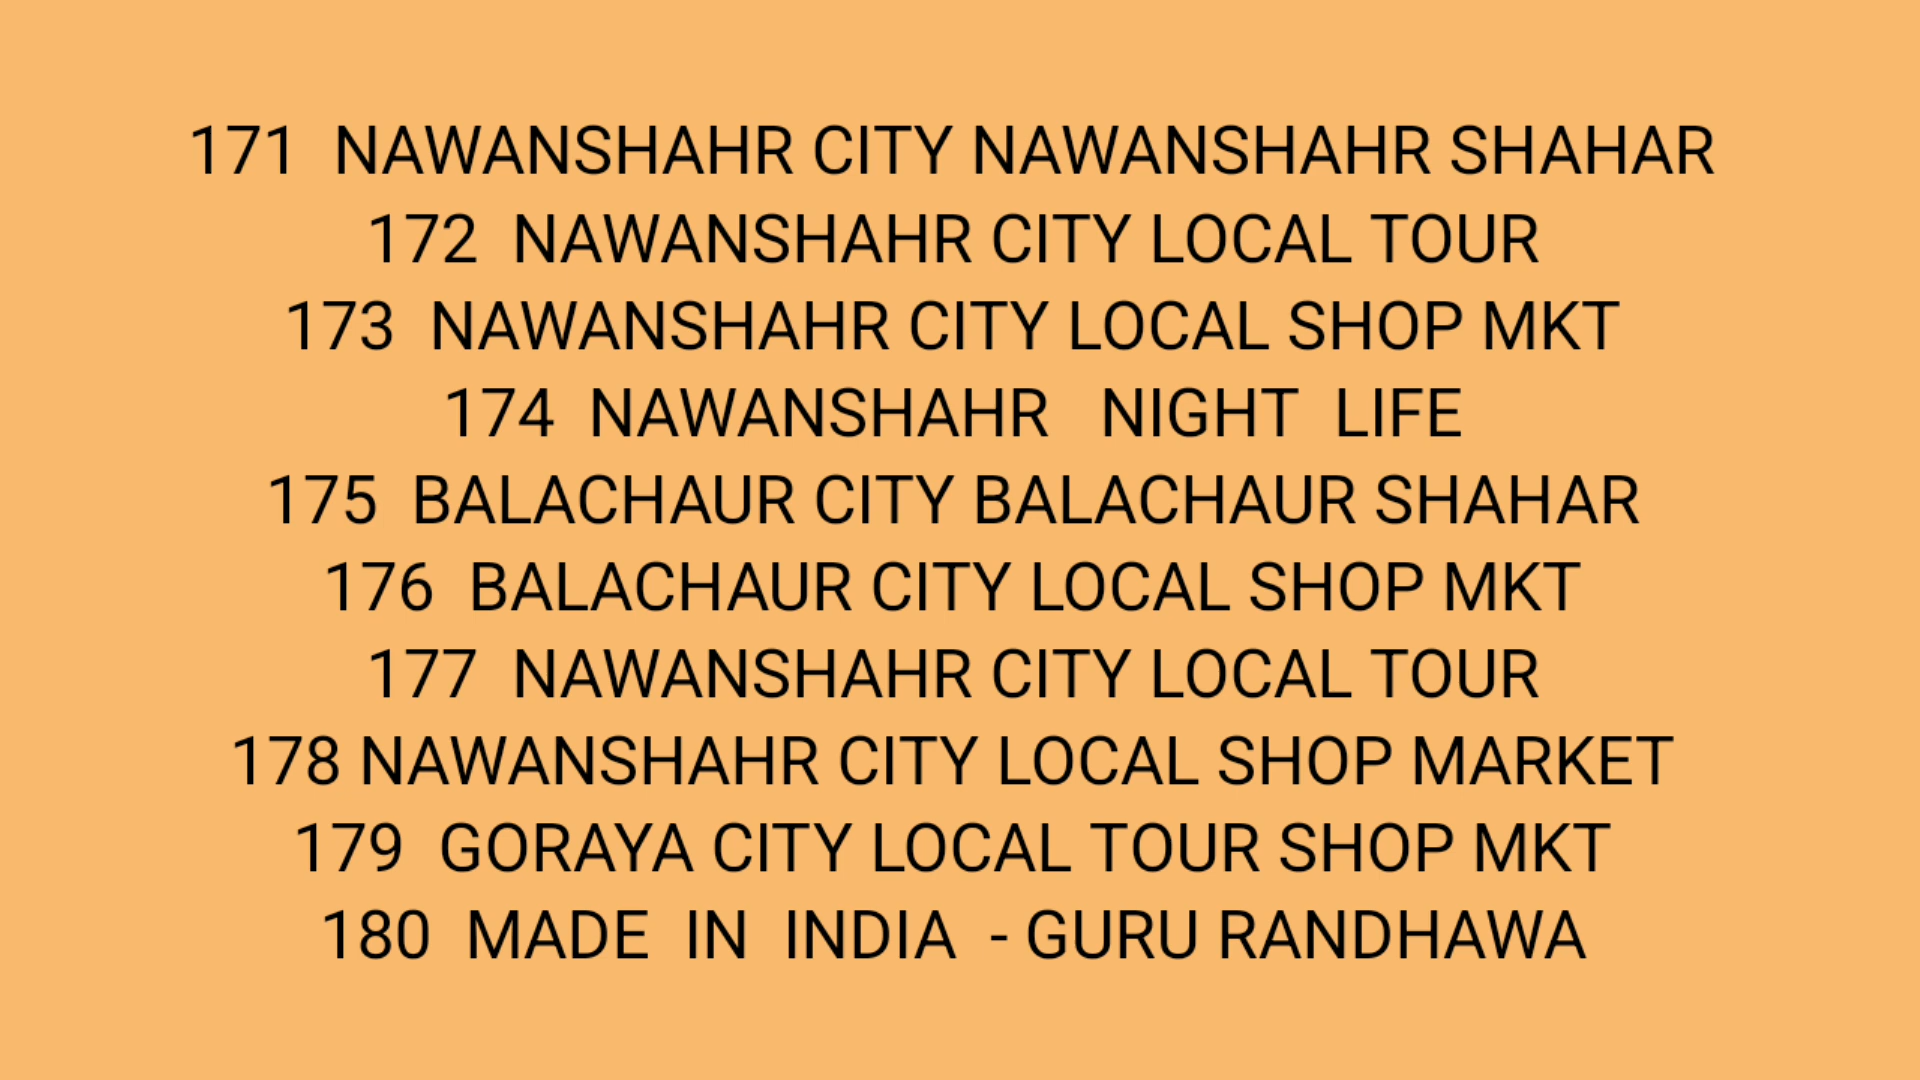 171  NAWANSHAHR CITY NAWANSHAHR SHAHAR
172  NAWANSHAHR CITY LOCAL TOUR
173  NAWANSHAHR CITY LOCAL SHOP MKT
174  NAWANSHAHR   NIGHT  LIFE
175  BALACHAUR CITY BALACHAUR SHAHAR
176  BALACHAUR CITY LOCAL SHOP MKT
177  NAWANSHAHR CITY LOCAL TOUR
178 NAWANSHAHR CITY LOCAL SHOP MARKET
179  GORAYA CITY LOCAL TOUR SHOP MKT
180  MADE  IN  INDIA  - GURU RANDHAWA